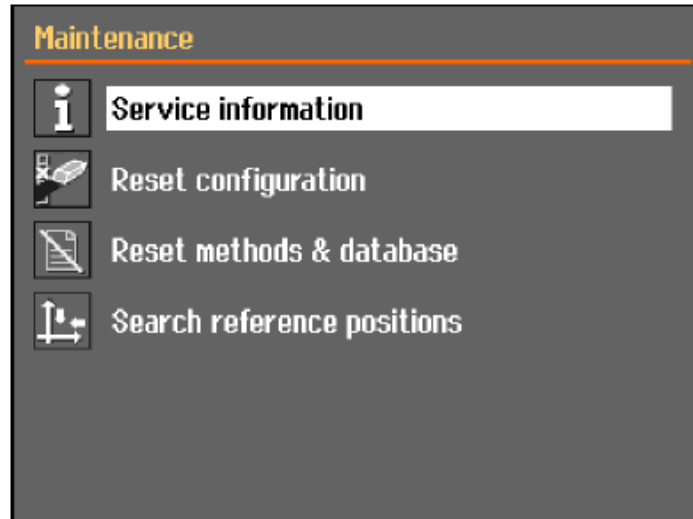 Maintenance
Service information
Reset configuration
Reset methods & database
Search reference positions